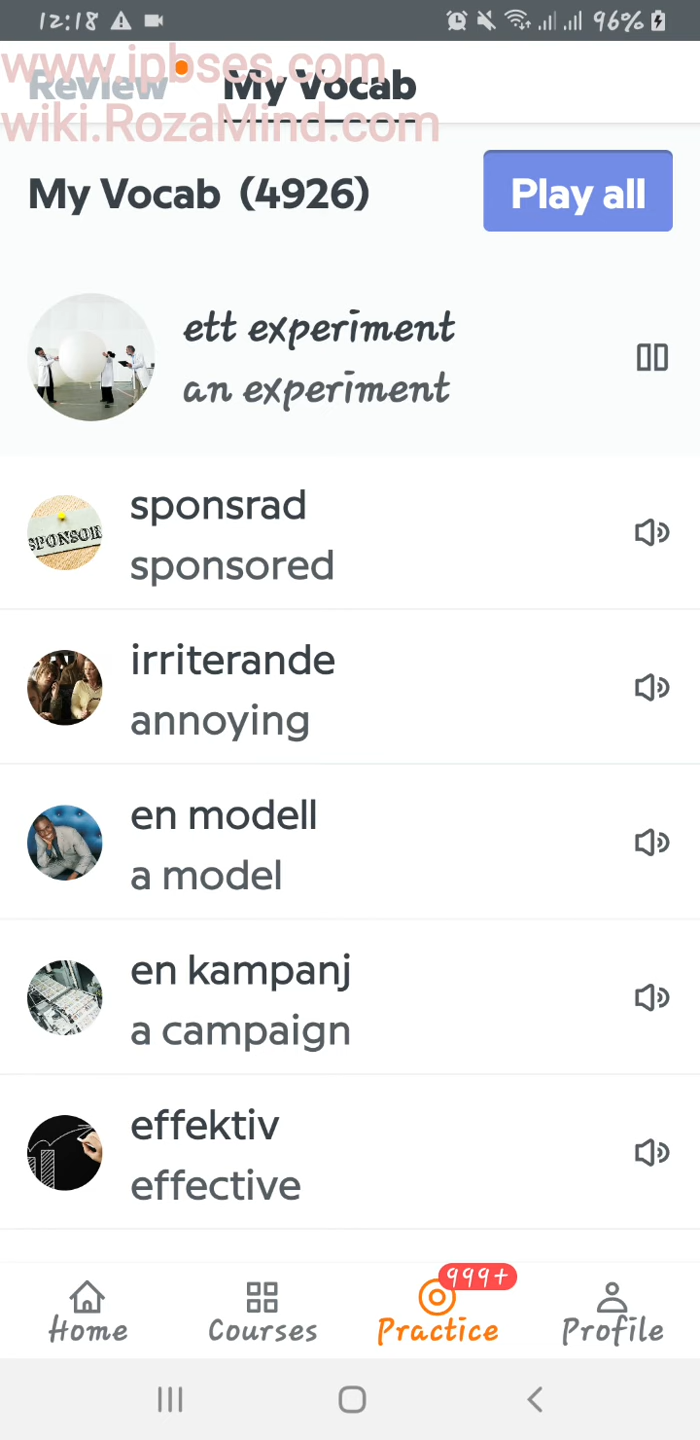 12:18 96%
www.ipbses.com
Review My Vocab
wiki.RozaMind.com
My Vocab (4926) Play all
ett experiment
an experiment
sponsrad
SPONSOR
sponsored
irriterande
annoying
en modell
a model
en kampanj
a campaign
effektiv
effective
999+
Home Courses Practice Profile